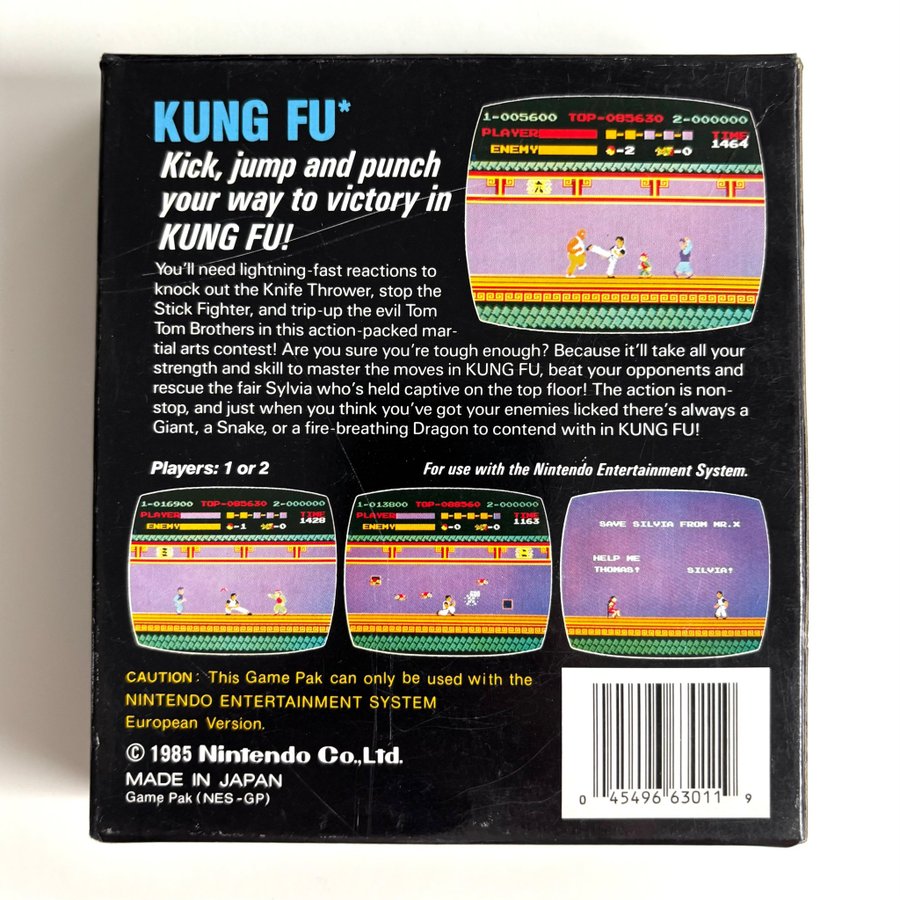 KUNG FU*
Kick, jump and punch
your way to victory in
KUNG FU!
You'll need lightning-fast reactions to
knock out the Knife Thrower, stop the
Stick Fighter, and trip-up the evil Tom
Tom Brothers in this action-packed mar-
tial arts contest! Are you sure you're tough enough? Because it'll take all your
strength and skill to master the moves in KUNG FU, beat your opponents and
rescue the fair Sylvia who's held captive on the top floor! The action is non-
stop, and just when you think you've got your enemies licked there's always a
Giant, a Snake, or a fire-breathing Dragon to contend with in KUNG FU!
1-005600 TOP-085630 2-000000
PLAYER TIME
ENEMY -2 -0 1464
Players: 1 or 2
For use with the Nintendo Entertainment System.
1-016900 TOP-085630 2-000000
PLAYER TIME
ENEMY -1 -0 1428
1-013800 TOP-088560 2-000000
PLAYER TIME
ENEMY -0 -0 1163
SAVE SILVIA FROM MR.X
HELP ME
THOMAS! SILVIA!
CAUTION: This Game Pak can only be used with the
NINTENDO ENTERTAINMENT SYSTEM
European Version.
© 1985 Nintendo Co.,Ltd.
MADE IN JAPAN
Game Pak (NES-GP)
0 45496 63011 9